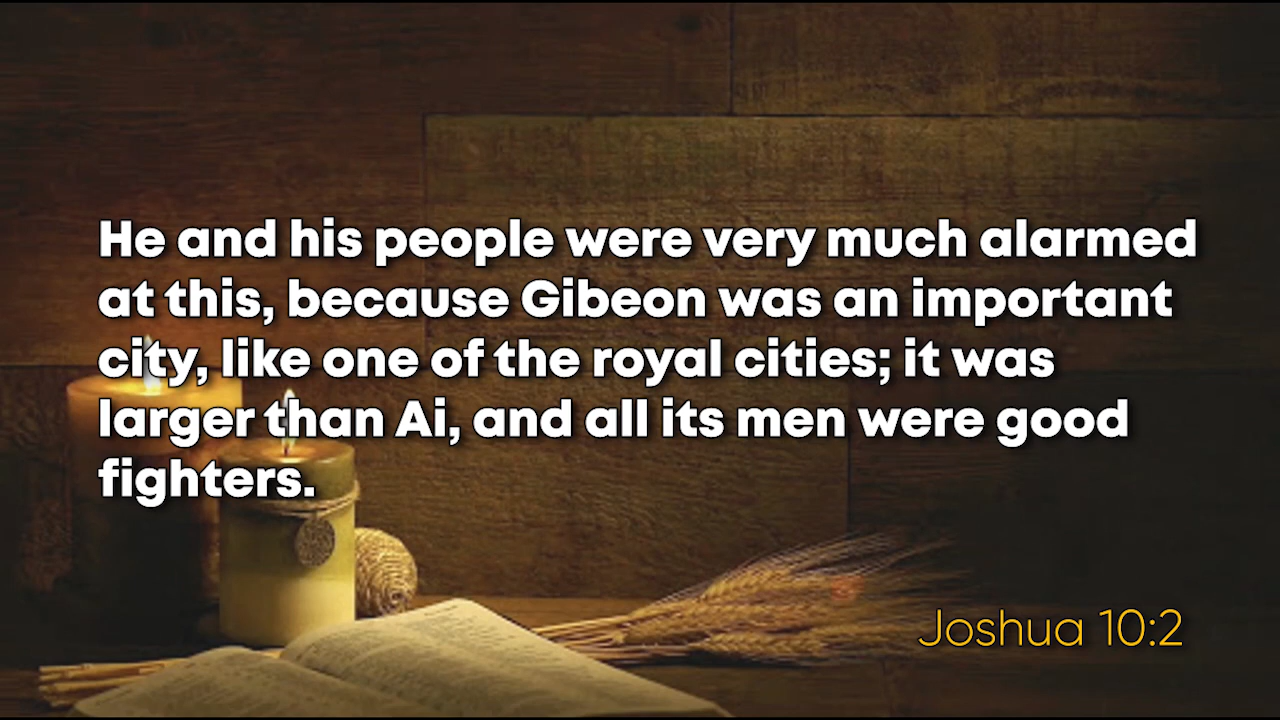 He and his people were very much alarmed
at this, because Gibeon was an important
city, like one of the royal cities; it was
larger than Ai, and all its men were good
fighters.
Joshua 10:2